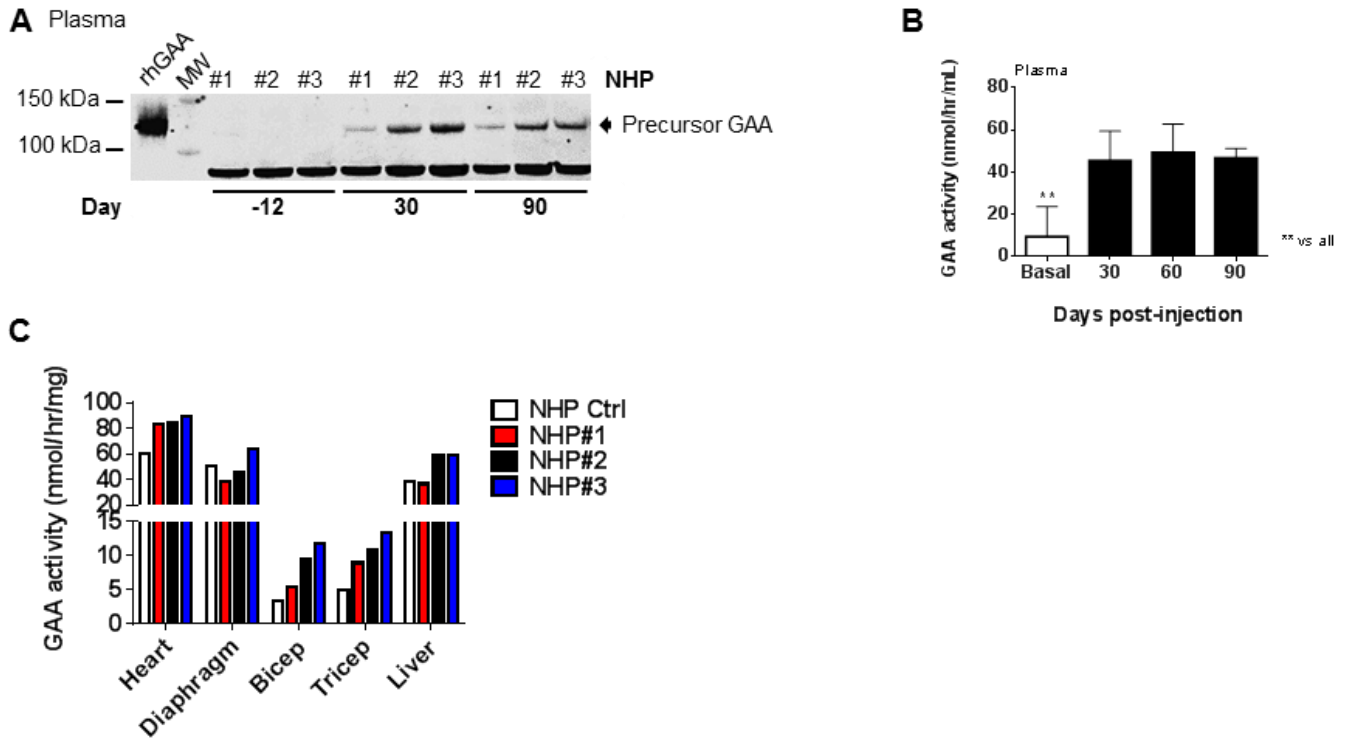 A Plasma
rhGAA
MW
#1 #2 #3 #1 #2 #3 #1 #2 #3 NHP
150 kDa
100 kDa
Precursor GAA
Day -12 30 90
B
Plasma
GAA activity (nmol/hr/mL)
80
60
40
20
0
**
** vs all
Basal 30 60 90
Days post-injection
C
GAA activity (nmol/hr/mg)
100
80
60
40
20
15
10
5
0
NHP Ctrl
NHP#1
NHP#2
NHP#3
Heart
Diaphragm
Bicep
Tricep
Liver